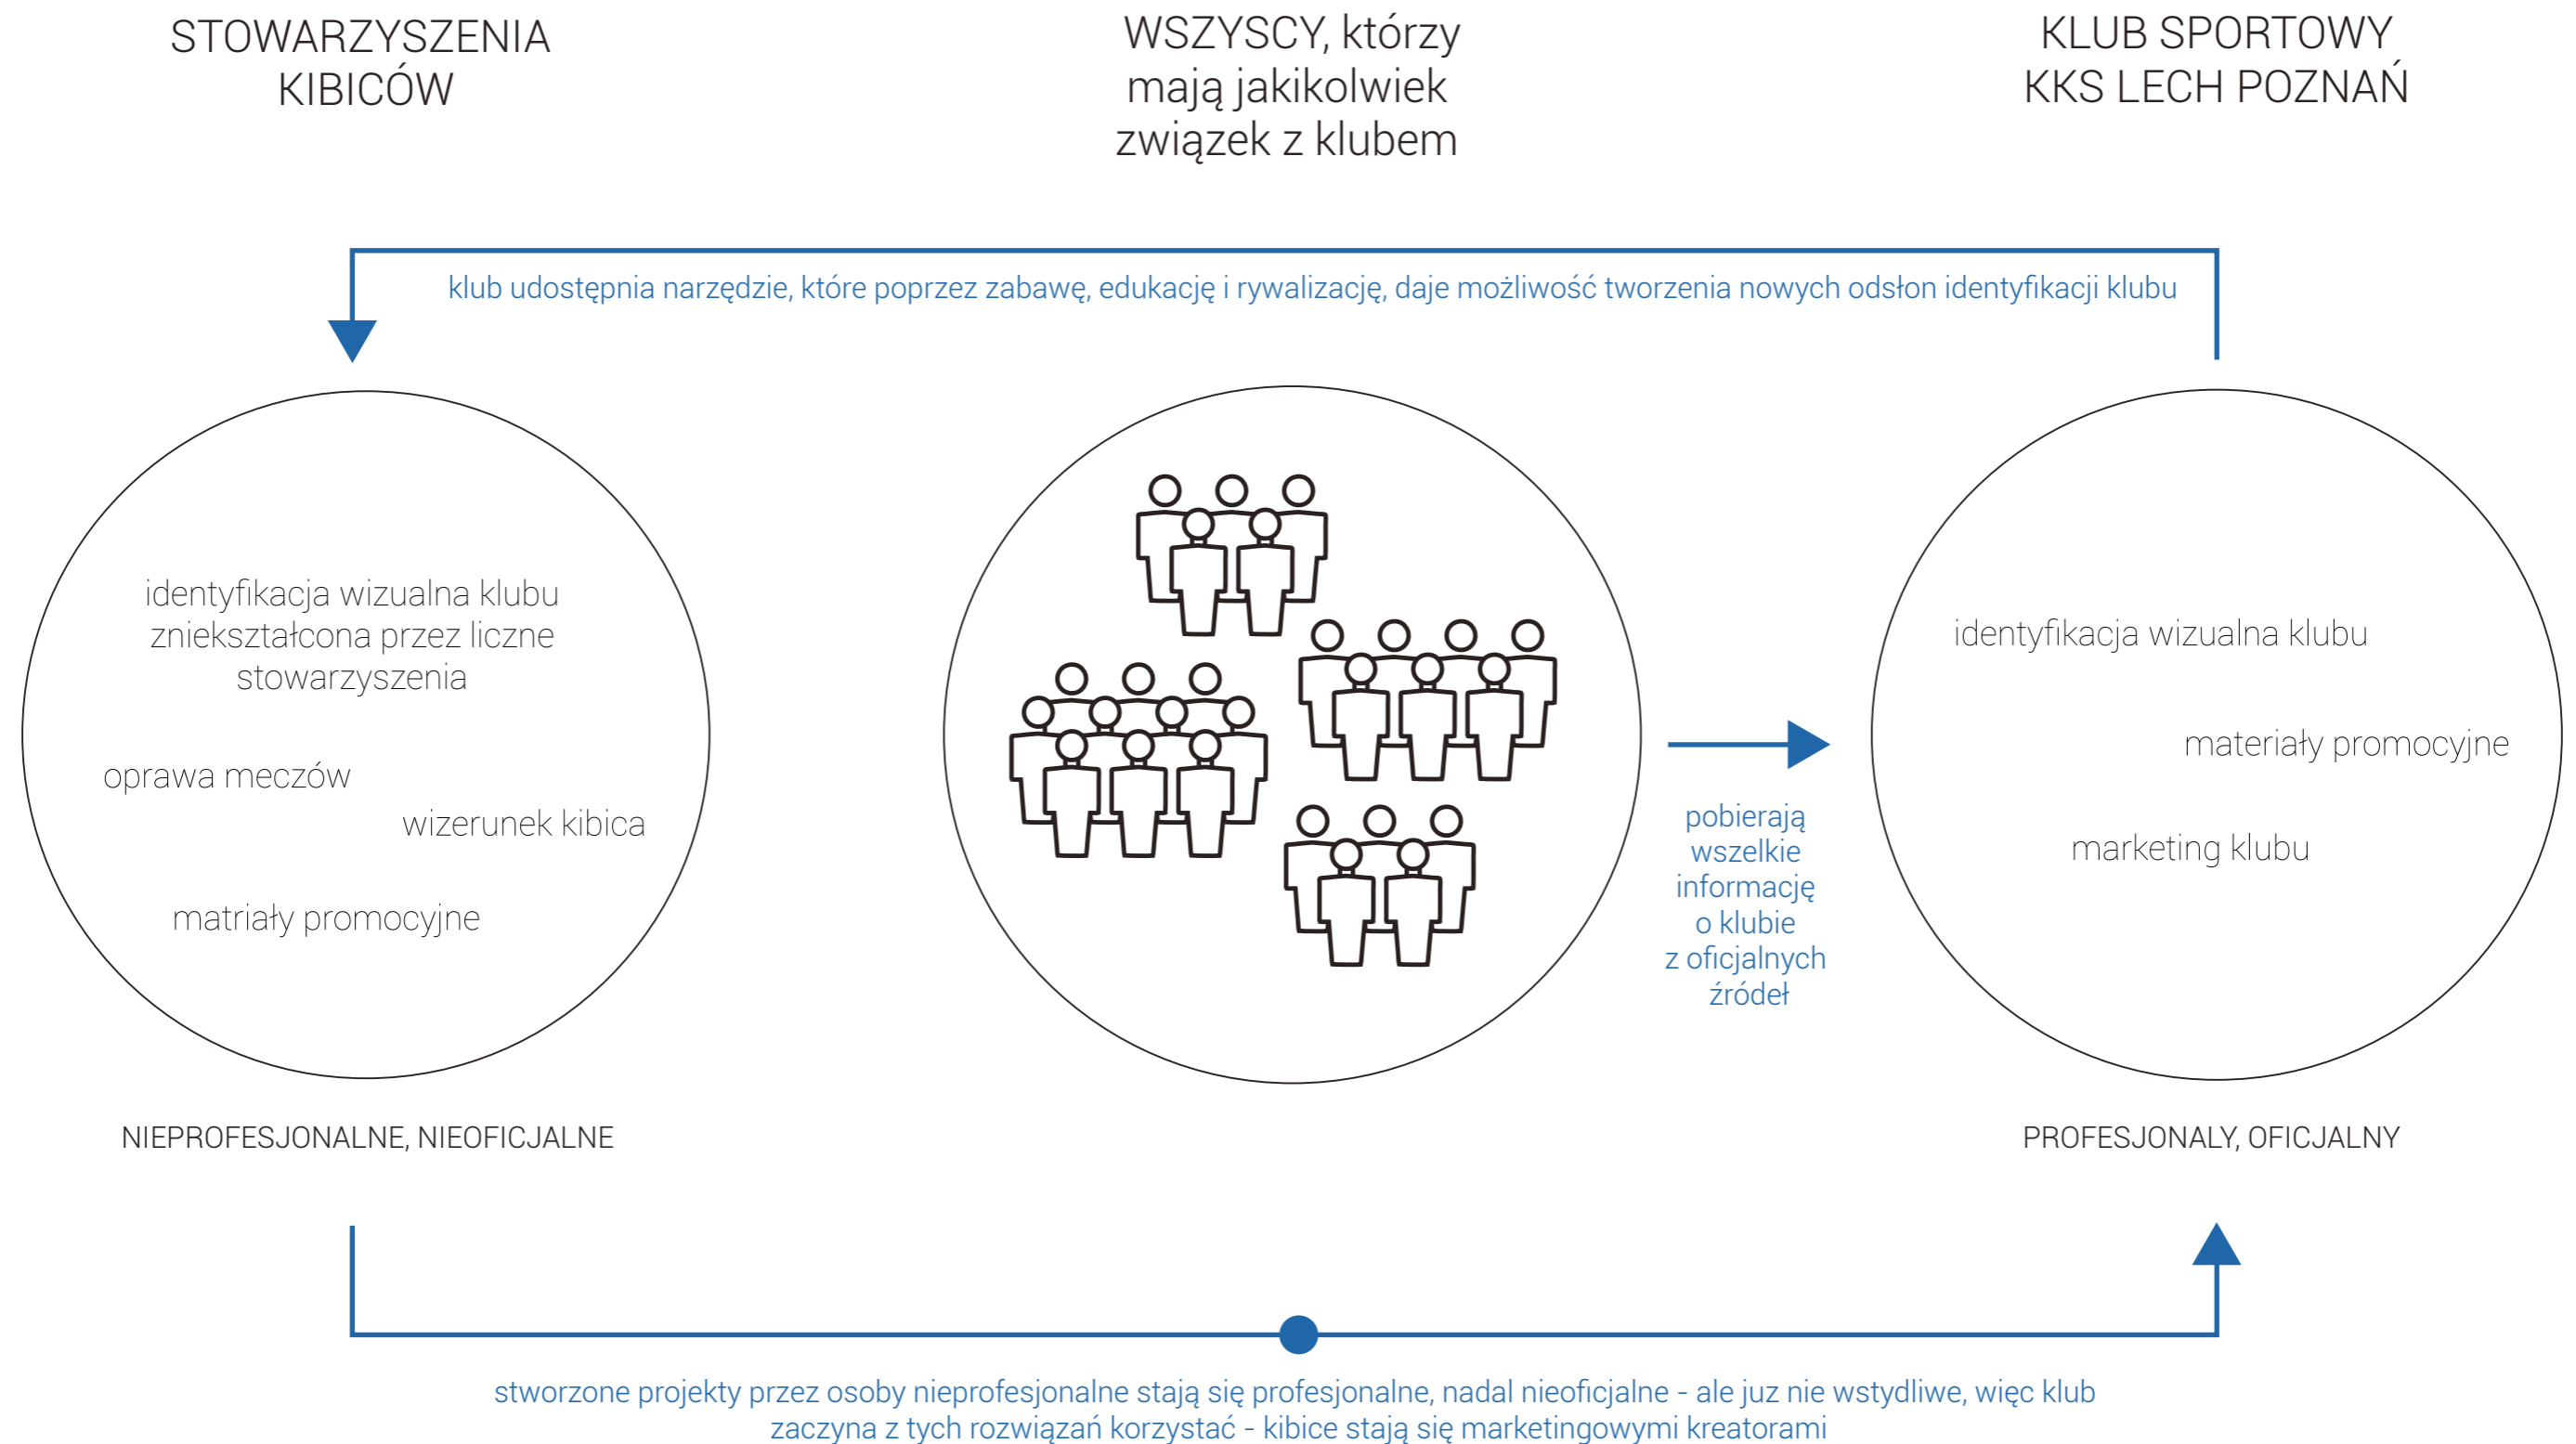 STOWARZYSZENIA
KIBICÓW
WSZYSCY, którzy
mają jakikolwiek
związek z klubem
KLUB SPORTOWY
KKS LECH POZNAŃ
klub udostępnia narzędzie, które poprzez zabawę, edukację i rywalizację, daje możliwość tworzenia nowych odsłon identyfikacji klubu
identyfikacja wizualna klubu
zniekształcona przez liczne
stowarzyszenia
oprawa meczów
wizerunek kibica
matriały promocyjne
NIEPROFESJONALNE, NIEOFICJALNE
pobierają
wszelkie
informację
o klubie
z oficjalnych
źródeł
identyfikacja wizualna klubu
materiały promocyjne
marketing klubu
PROFESJONALY, OFICJALNY
stworzone projekty przez osoby nieprofesjonalne stają się profesjonalne, nadal nieoficjalne - ale juz nie wstydliwe, więc klub
zaczyna z tych rozwiązań korzystać - kibice stają się marketingowymi kreatorami